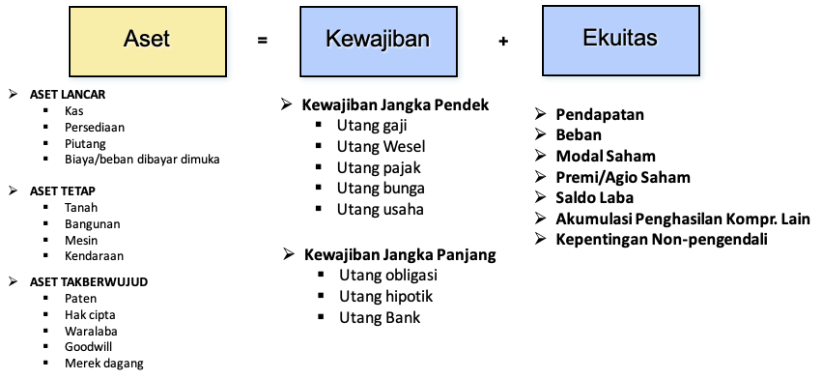 Aset = Kewajiban + Ekuitas
➢ ASET LANCAR
▪ Kas
▪ Persediaan
▪ Piutang
▪ Biaya/beban dibayar dimuka
➢ ASET TETAP
▪ Tanah
▪ Bangunan
▪ Mesin
▪ Kendaraan
➢ ASET TAKBERWUJUD
▪ Paten
▪ Hak cipta
▪ Waralaba
▪ Goodwill
▪ Merek dagang
➢ Kewajiban Jangka Pendek
▪ Utang gaji
▪ Utang Wesel
▪ Utang pajak
▪ Utang bunga
▪ Utang usaha
➢ Kewajiban Jangka Panjang
▪ Utang obligasi
▪ Utang hipotik
▪ Utang Bank
➢ Pendapatan
➢ Beban
➢ Modal Saham
➢ Premi/Agio Saham
➢ Saldo Laba
➢ Akumulasi Penghasilan Kompr. Lain
➢ Kepentingan Non-pengendali